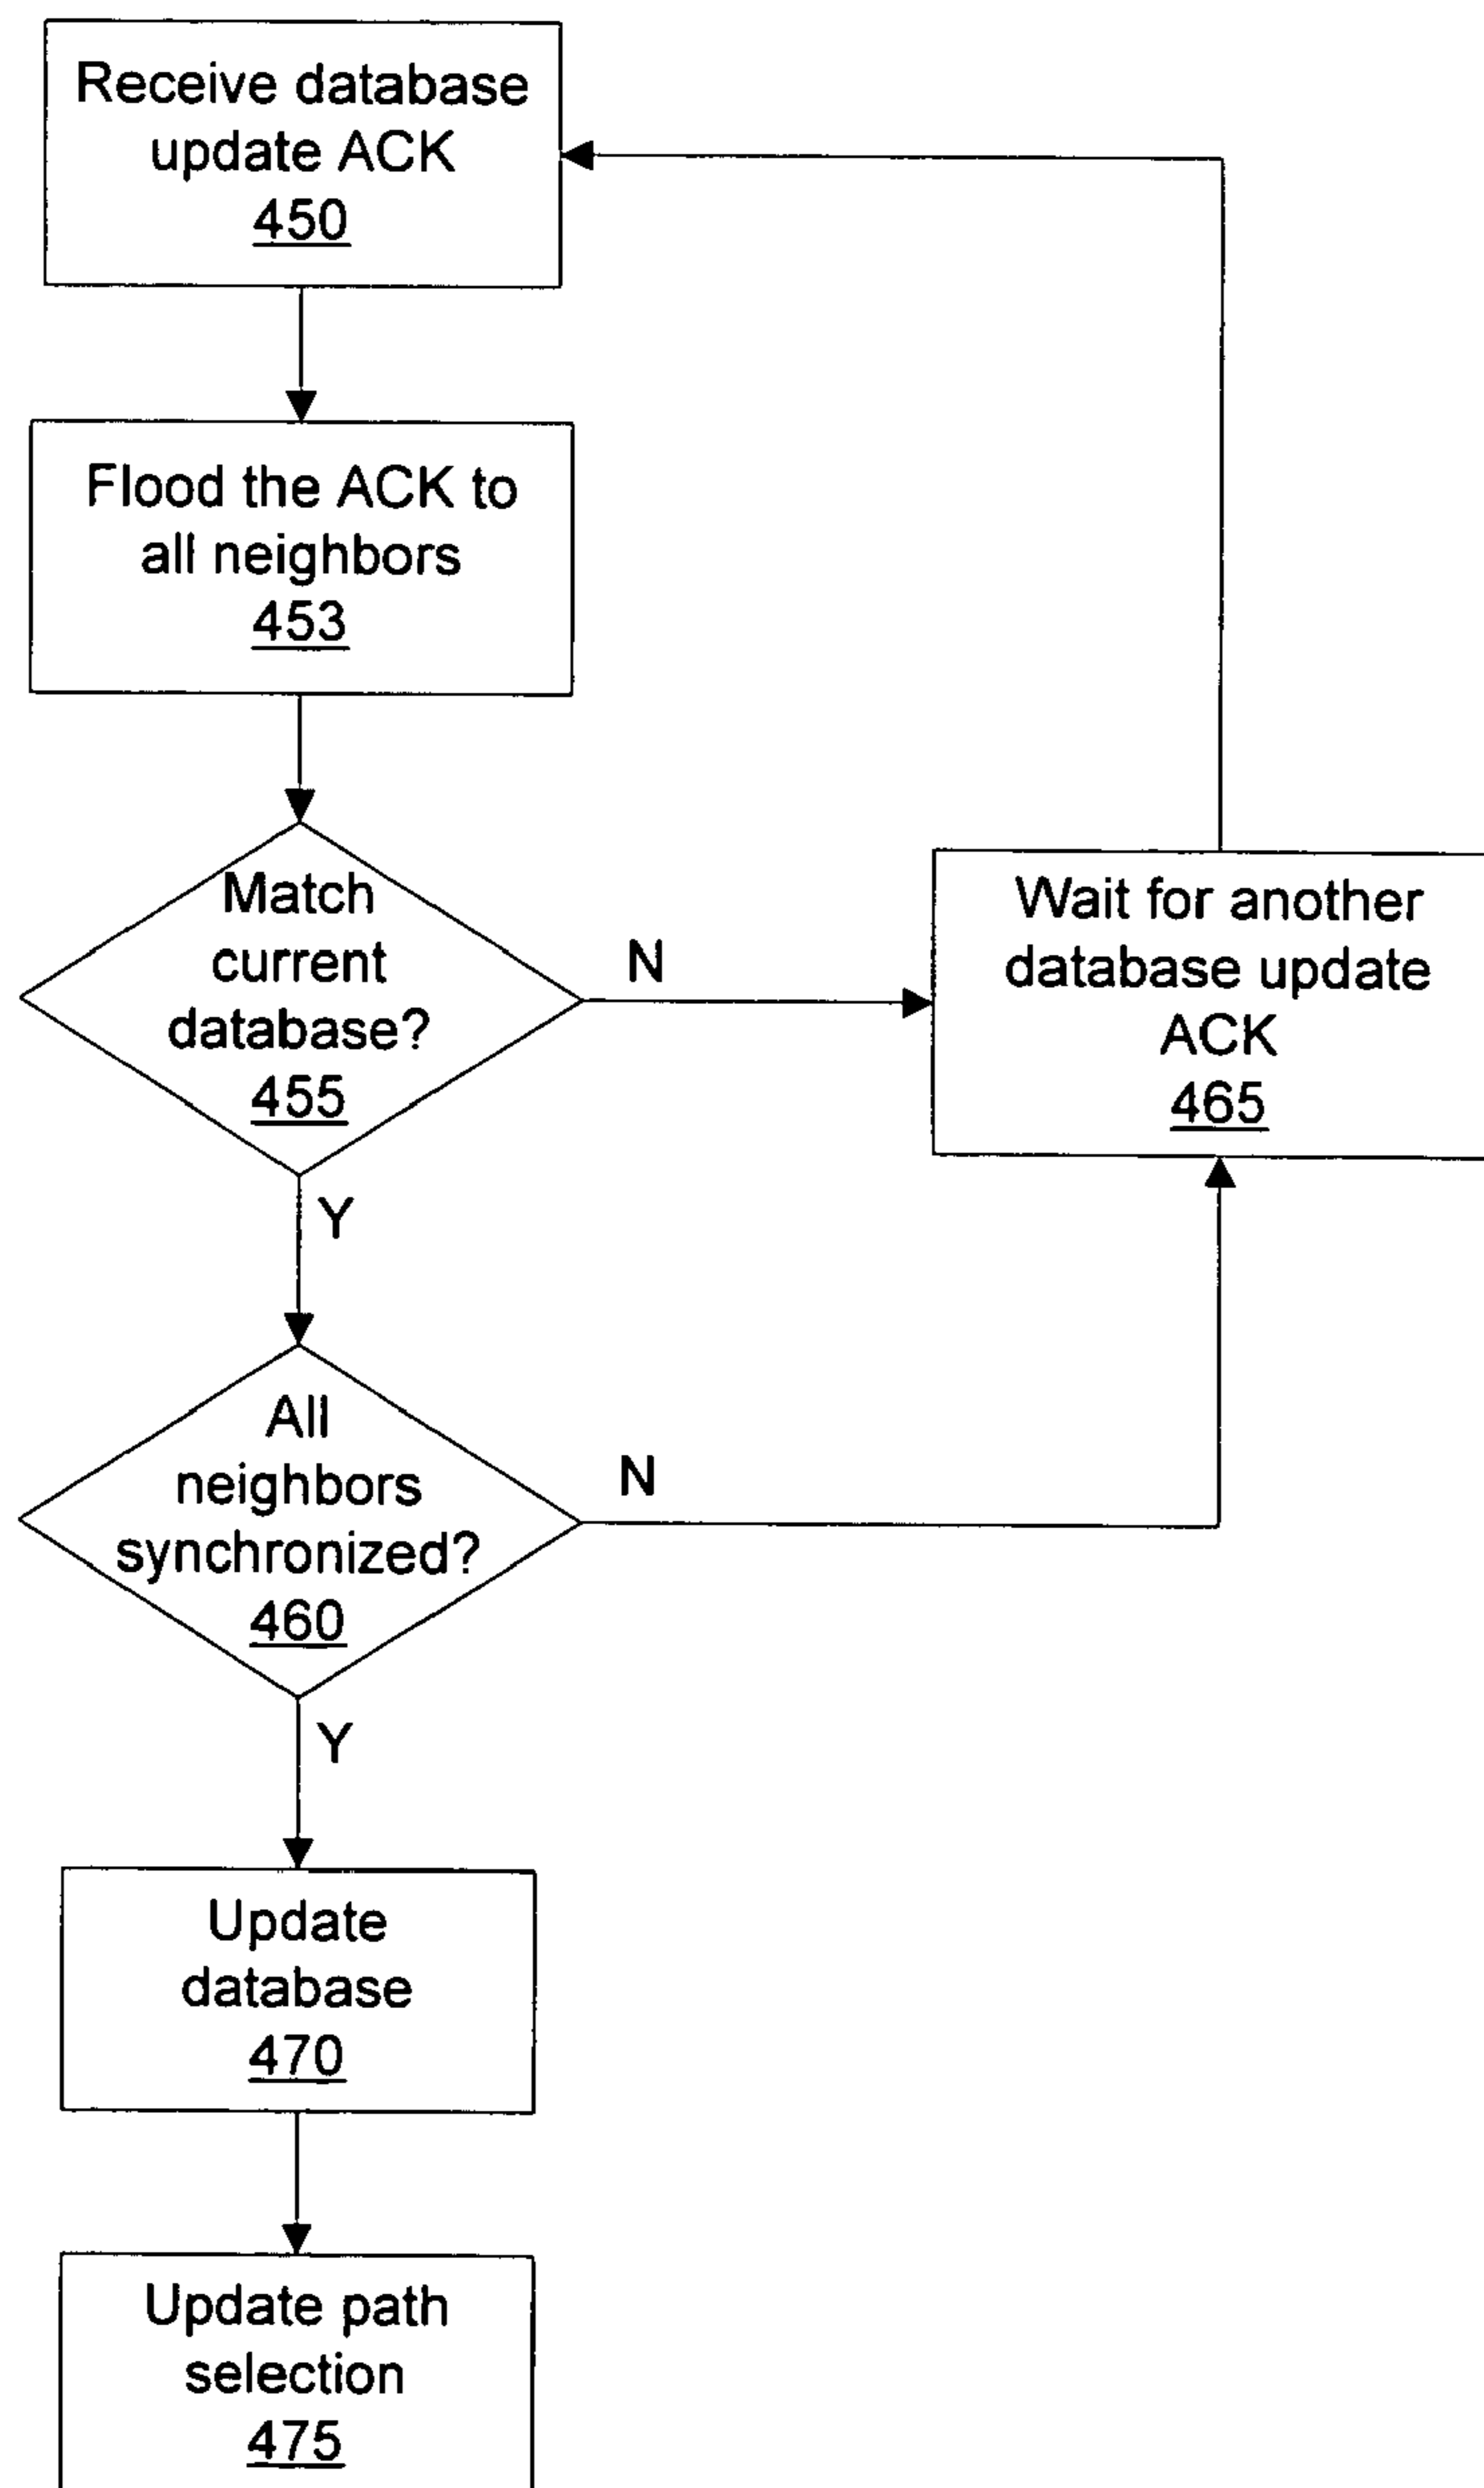 Receive database
update ACK
450
Flood the ACK to
all neighbors
453
Match
current
database?
455
N
Wait for another
database update
ACK
465
Y
All
neighbors
synchronized?
460
N
Y
Update
database
470
Update path
selection
475